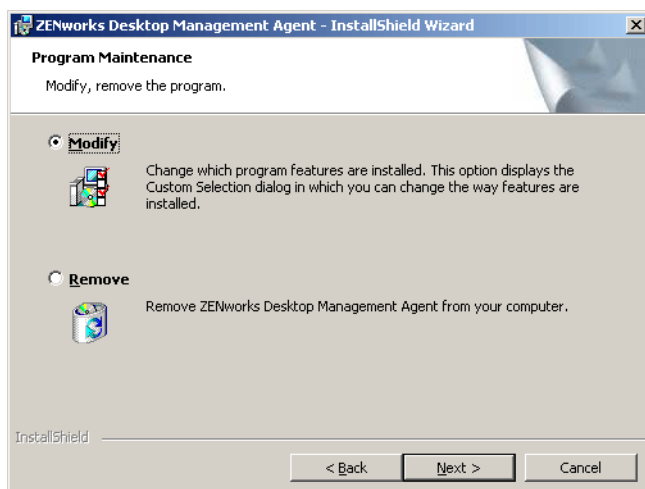 ZENworks Desktop Management Agent - InstallShield Wizard
Program Maintenance
Modify, remove the program.
Modify
Change which program features are installed. This option displays the
Custom Selection dialog in which you can change the way features are
installed.
Remove
Remove ZENworks Desktop Management Agent from your computer.
InstallShield
< Back
Next >
Cancel